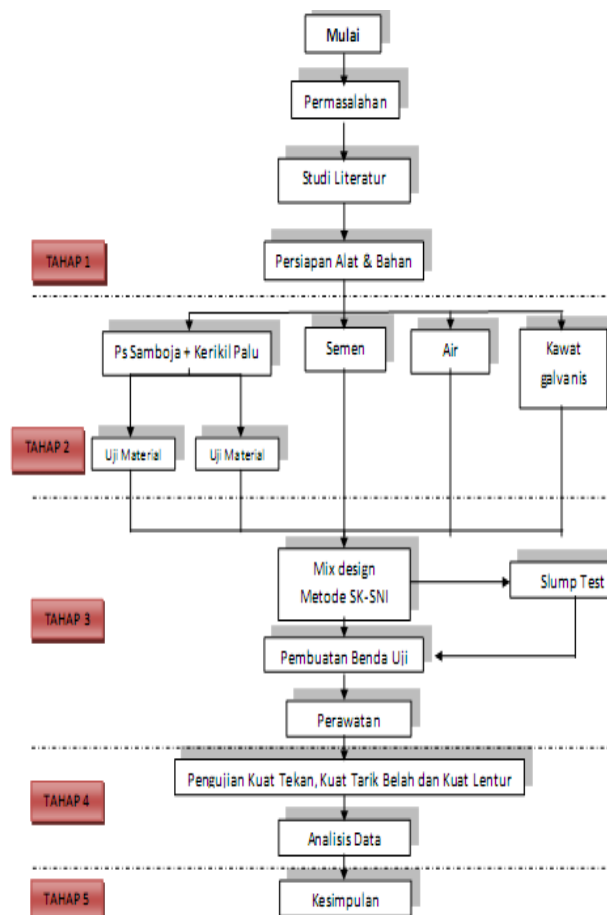 Mulai
Permasalahan
Studi Literatur
TAHAP 1
Persiapan Alat & Bahan
Ps Samboja + Kerikil Palu
Semen
Air
Kawat
galvanis
TAHAP 2
Uji Material
Uji Material
Mix design
Metode SK-SNI
Slump Test
TAHAP 3
Pembuatan Benda Uji
Perawatan
Pengujian Kuat Tekan, Kuat Tarik Belah dan Kuat Lentur
TAHAP 4
Analisis Data
TAHAP 5
Kesimpulan